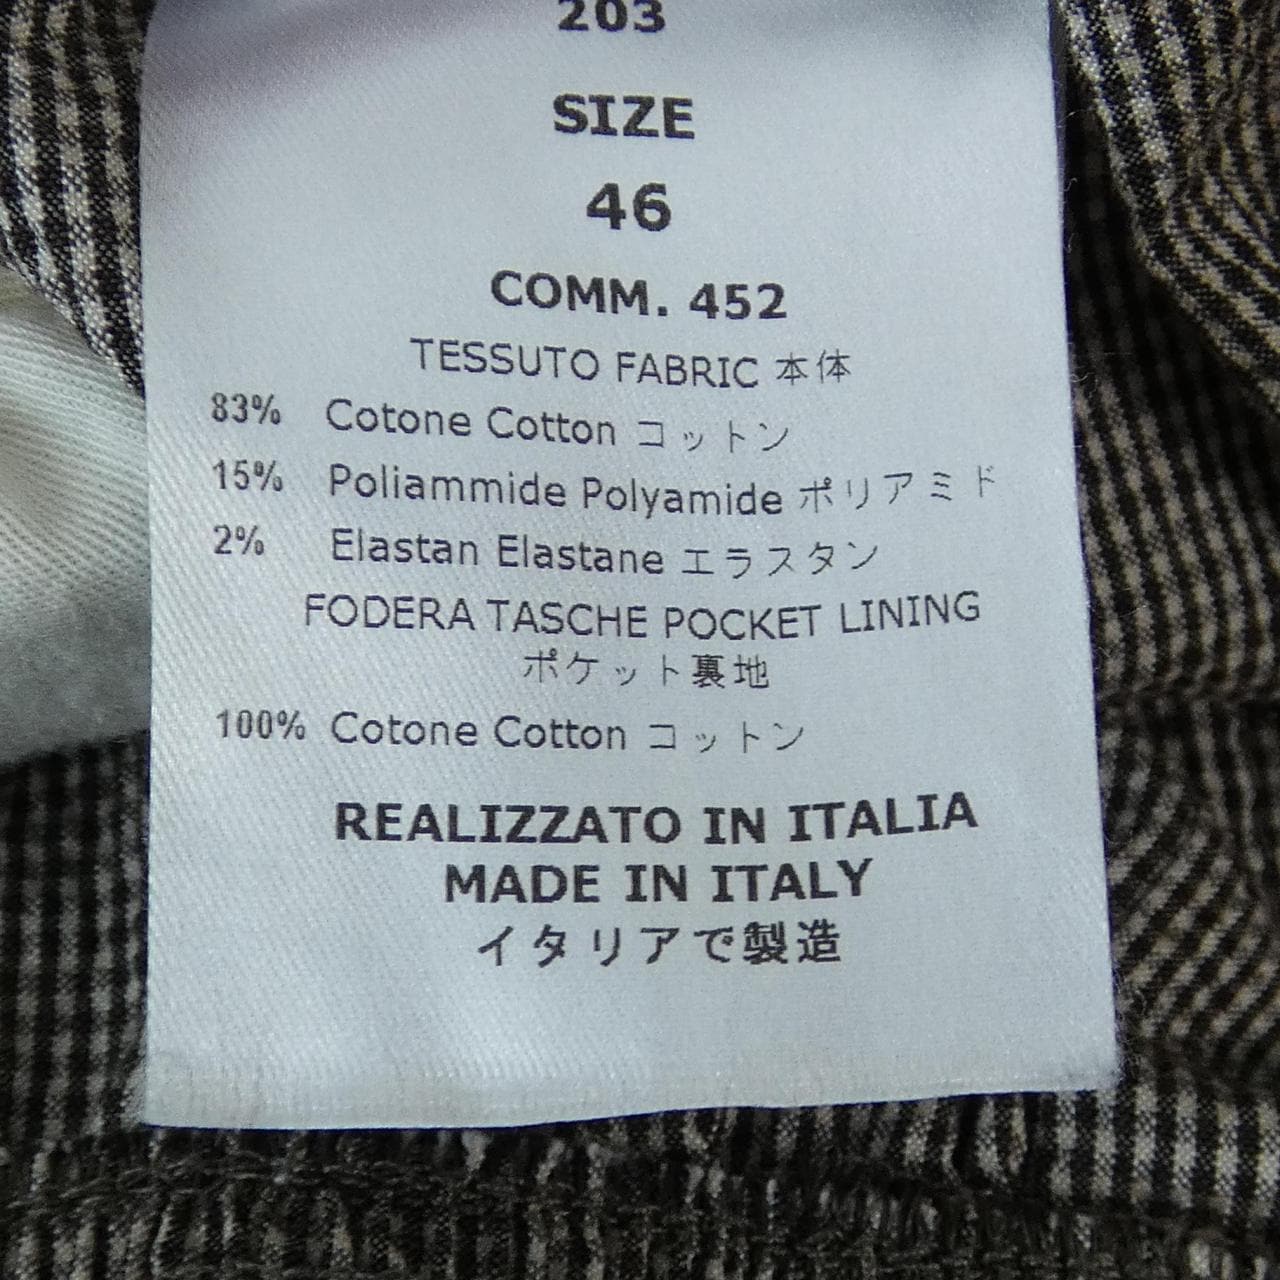 203
SIZE
46
COMM. 452
TESSUTO FABRIC 本体
83% Cotone Cotton コットン
15% Poliammide Polyamide ポリアミド
2% Elastan Elastane エラスタン
FODERA TASCHE POCKET LINING
ポケット裏地
100% Cotone Cotton コットン
REALIZZATO IN ITALIA
MADE IN ITALY
イタリアで製造